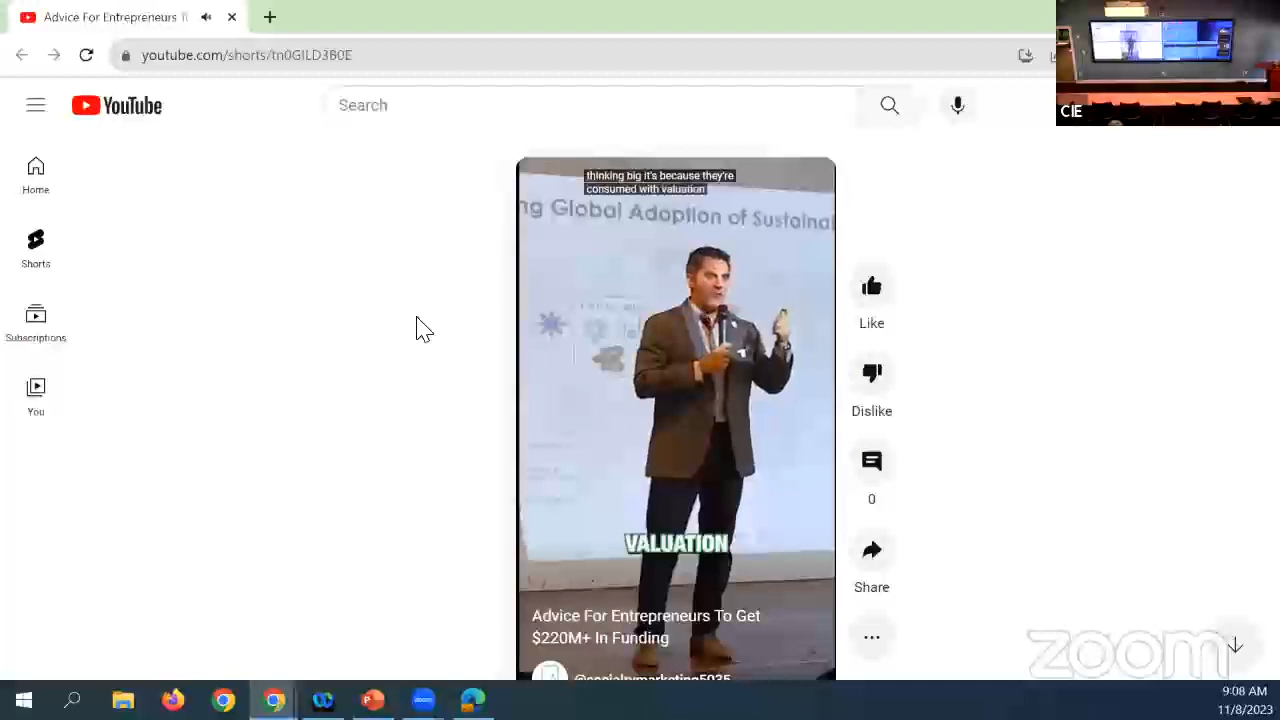 Advice For Entrepreneurs T
youtube.com/shorts/tn0GILD380E
CIE
YouTube
Search
Home
Shorts
Subscriptions
You
thinking big it's because they're
consumed with valuation
ng Global Adoption of Sustainal
VALUATION
Advice For Entrepreneurs To Get
$220M+ In Funding
Like
Dislike
0
Share
zoom
9:08 AM
11/8/2023